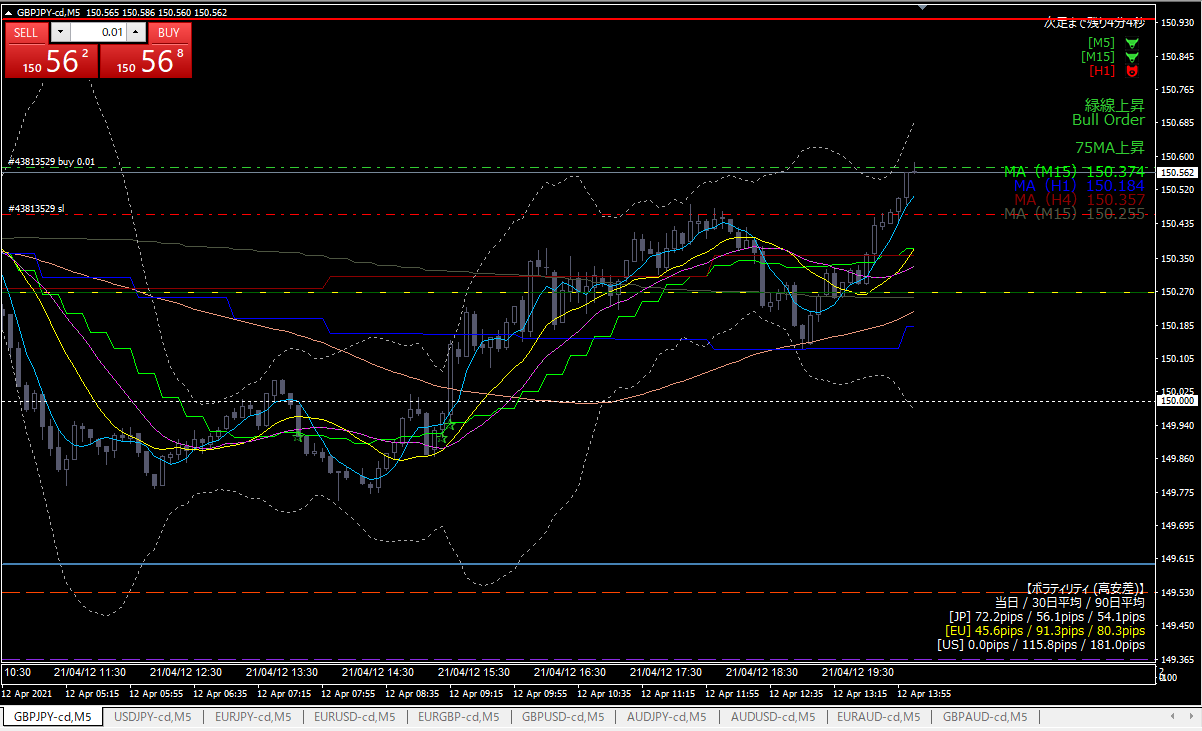 GBPJPY-cd,M5 150.565 150.586 150.560 150.562
SELL 0.01 BUY
150 56 2 150 56 8
次足まで残り4分4秒
[M5]
[M15]
[H1]
緑線上昇
Bull Order
75MA上昇
MA (M15) 150.374
MA (H1) 150.184
MA (H4) 150.357
MA (M15) 150.255
#43813529 buy 0.01
#43813529 sl
150.930
150.845
150.765
150.685
150.600
150.562
150.520
150.435
150.350
150.270
150.185
150.105
150.025
150.000
149.940
149.860
149.775
149.695
149.615
149.530
149.450
149.365
【ボラティリティ(高安差)】
当日 / 30日平均 / 90日平均
[JP] 72.2pips / 56.1pips / 54.1pips
[EU] 45.6pips / 91.3pips / 80.3pips
[US] 0.0pips / 115.8pips / 181.0pips
10:30 21/04/12 11:30 21/04/12 12:30 21/04/12 13:30 21/04/12 14:30 21/04/12 15:30 21/04/12 16:30 21/04/12 17:30 21/04/12 18:30 21/04/12 19:30
12 Apr 2021 12 Apr 05:15 12 Apr 05:55 12 Apr 06:35 12 Apr 07:15 12 Apr 07:55 12 Apr 08:35 12 Apr 09:15 12 Apr 09:55 12 Apr 10:35 12 Apr 11:15 12 Apr 11:55 12 Apr 12:35 12 Apr 13:15 12 Apr 13:55
GBPJPY-cd,M5 USDJPY-cd,M5 EURJPY-cd,M5 EURUSD-cd,M5 EURGBP-cd,M5 GBPUSD-cd,M5 AUDJPY-cd,M5 AUDUSD-cd,M5 EURAUD-cd,M5 GBPAUD-cd,M5